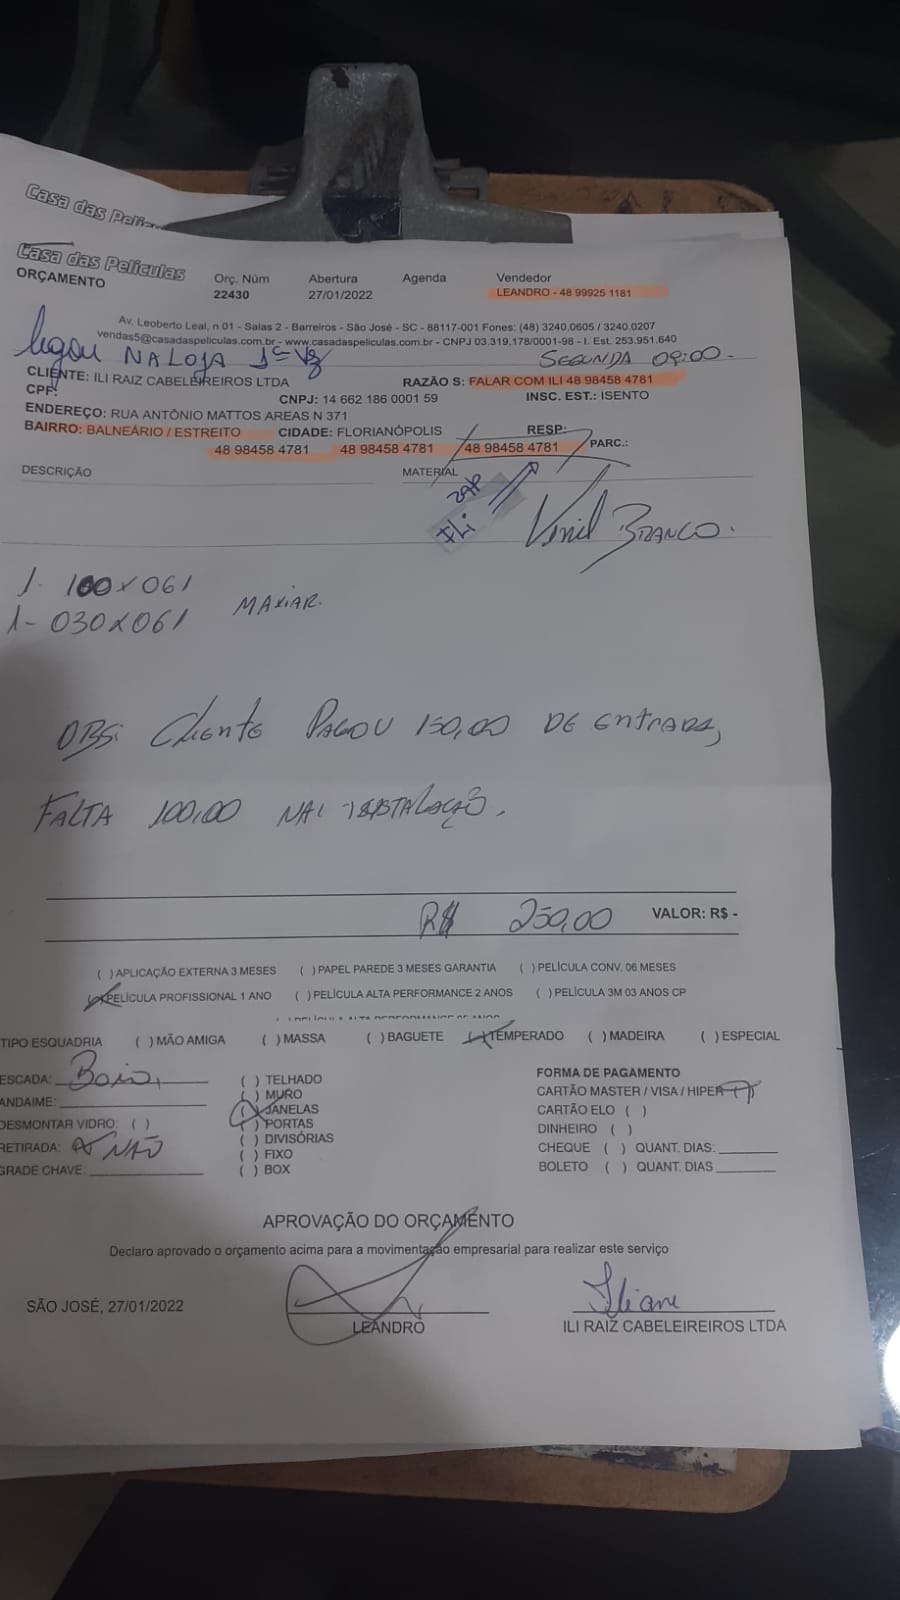 Casa das Pelí
Casa das Películas
ORÇAMENTO
Orç. Núm Abertura Agenda Vendedor
22430 27/01/2022 LEANDRO - 48 99925 1181
Av. Leoberto Leal, n 01 - Salas 2 - Barreiros - São José - SC - 88117-001 Fones: (48) 3240.0605 / 3240.0207
vendas5@casadaspeliculas.com.br - www.casadaspeliculas.com.br - CNPJ 03.319.178/0001-98 - I. Est. 253.951.640
ligou NA LOJA 1ª Vz SEGUNDA 09:00.
CLIENTE: ILI RAIZ CABELEIREIROS LTDA RAZÃO S: FALAR COM ILI 48 98458 4781
CPF: CNPJ: 14 662 186 0001 59 INSC. EST.: ISENTO
ENDEREÇO: RUA ANTÔNIO MATTOS AREAS N 371
BAIRRO: BALNEÁRIO / ESTREITO CIDADE: FLORIANÓPOLIS RESP: PARC.:
48 98458 4781 48 98458 4781 48 98458 4781
DESCRIÇÃO MATERIAL
ILi ZAP
Vinil BRANCO.
1- 100x061
1- 030x061 MAXIAR.
OBS: Cliente PAGOU 150,00 DE entrada,
FALTA 100,00 NA INSTALAÇÃO.
R$ 250,00 VALOR: R$ -
( ) APLICAÇÃO EXTERNA 3 MESES ( ) PAPEL PAREDE 3 MESES GARANTIA ( ) PELÍCULA CONV. 06 MESES
(X) PELÍCULA PROFISSIONAL 1 ANO ( ) PELÍCULA ALTA PERFORMANCE 2 ANOS ( ) PELÍCULA 3M 03 ANOS CP
TIPO ESQUADRIA ( ) MÃO AMIGA ( ) MASSA ( ) BAGUETE (X) TEMPERADO ( ) MADEIRA ( ) ESPECIAL
ESCADA: Baixa
ANDAIME:
DESMONTAR VIDRO: ( )
RETIRADA: NÃO
GRADE CHAVE:
( ) TELHADO
( ) MURO
(X) JANELAS
( ) PORTAS
( ) DIVISÓRIAS
( ) FIXO
( ) BOX
FORMA DE PAGAMENTO
CARTÃO MASTER / VISA / HIPER (X)
CARTÃO ELO ( )
DINHEIRO ( )
CHEQUE ( ) QUANT. DIAS:
BOLETO ( ) QUANT. DIAS
APROVAÇÃO DO ORÇAMENTO
Declaro aprovado o orçamento acima para a movimentação empresarial para realizar este serviço
SÃO JOSÉ, 27/01/2022
LEANDRO
Iliane
ILI RAIZ CABELEIREIROS LTDA